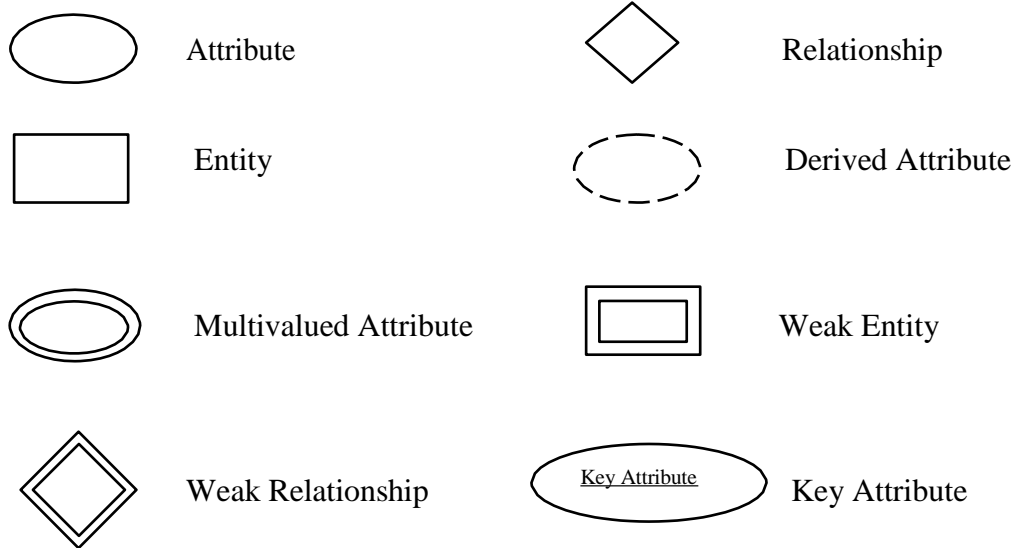 Attribute
Relationship
Entity
Derived Attribute
Multivalued Attribute
Weak Entity
Weak Relationship
Key Attribute
Key Attribute